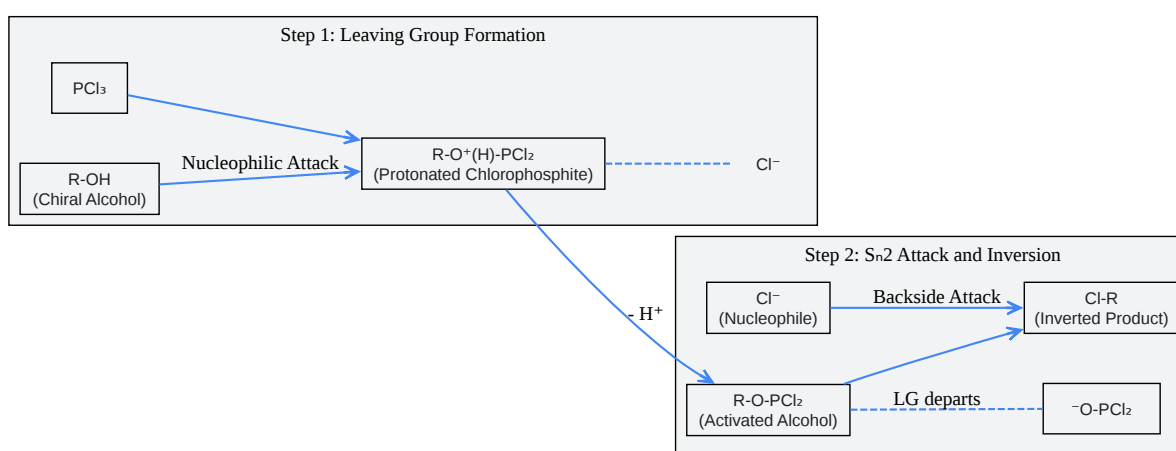 Step 1: Leaving Group Formation
PCl₃
R-OH
(Chiral Alcohol)
Nucleophilic Attack
R-O⁺(H)-PCl₂
(Protonated Chlorophosphite)
Cl⁻
- H⁺
Step 2: Sₙ2 Attack and Inversion
Cl⁻
(Nucleophile)
Backside Attack
Cl-R
(Inverted Product)
R-O-PCl₂
(Activated Alcohol)
LG departs
⁻O-PCl₂